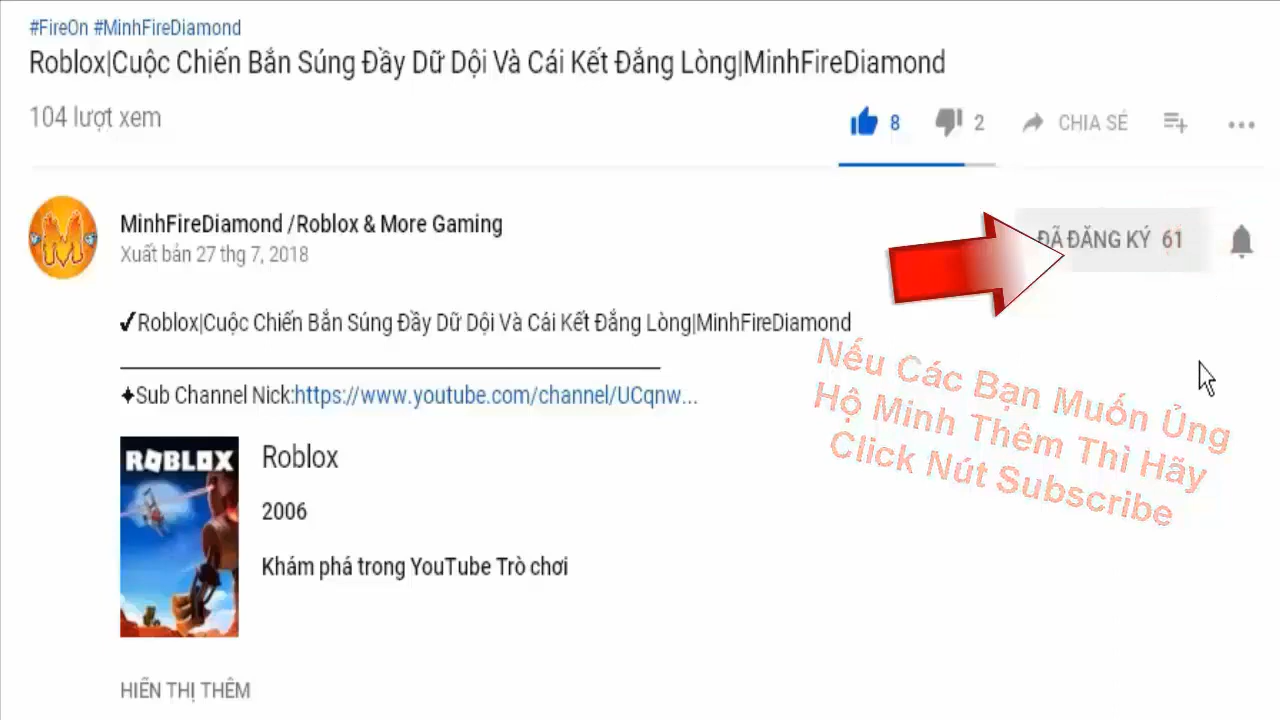 #FireOn #MinhFireDiamond
Roblox|Cuộc Chiến Bắn Súng Đầy Dữ Dội Và Cái Kết Đắng Lòng|MinhFireDiamond
104 lượt xem
8 2 CHIA SẺ
MinhFireDiamond /Roblox & More Gaming
Xuất bản 27 thg 7, 2018
ĐÃ ĐĂNG KÝ 61
✓Roblox|Cuộc Chiến Bắn Súng Đầy Dữ Dội Và Cái Kết Đắng Lòng|MinhFireDiamond
✦Sub Channel Nick:https://www.youtube.com/channel/UCqnw...
Nếu Các Bạn Muốn Ủng
Hộ Minh Thêm Thì Hãy
Click Nút Subscribe
ROBLOX
Roblox
2006
Khám phá trong YouTube Trò chơi
HIỂN THỊ THÊM